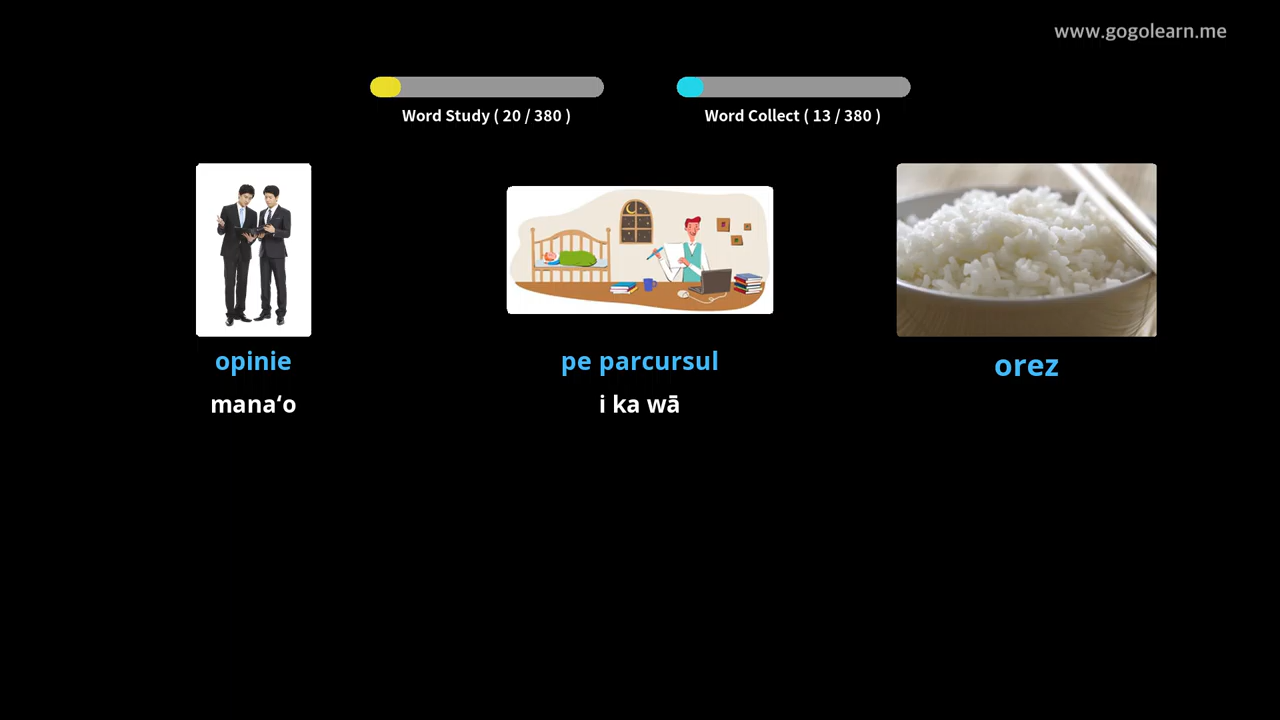 www.gogolearn.me
Word Study ( 20 / 380 )
Word Collect ( 13 / 380 )
opinie
manaʻo
pe parcursul
i ka wā
orez